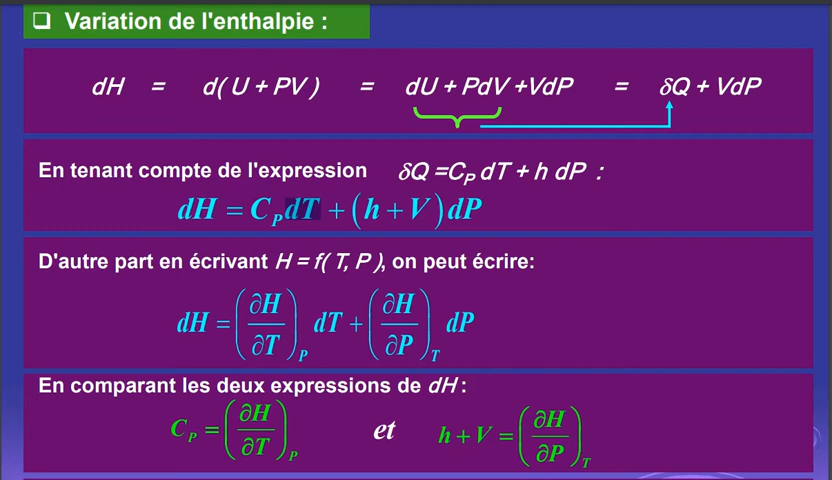 ❑ Variation de l'enthalpie :
dH = d( U + PV ) = dU + PdV +VdP = δQ + VdP
En tenant compte de l'expression δQ =C_P dT + h dP :
dH = C_P dT + (h + V) dP
D'autre part en écrivant H = f( T, P ), on peut écrire:
dH = (∂H/∂T)_P dT + (∂H/∂P)_T dP
En comparant les deux expressions de dH :
C_P = (∂H/∂T)_P et h + V = (∂H/∂P)_T